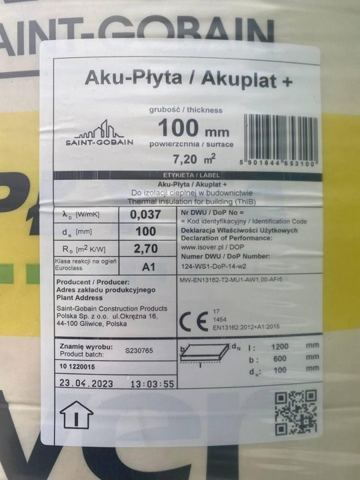 SAINT-GOBAIN
Aku-Płyta / Akuplat +
SAINT-GOBAIN
grubość / thickness
100 mm
powierzchnia / surface
7,20 m²
5901844653100
ETYKIETA / LABEL
Aku-Płyta / Akuplat +
Do izolacji cieplnej w budownictwie
Thermal insulation for building (ThIB)
λD [W/mK] 0,037
dN [mm] 100
RD [m² K/W] 2,70
Klasa reakcji na ogień
Euroclass A1
Nr DWU / DoP No =
= Kod identyfikacyjny / Identification Code
Deklaracja Właściwości Użytkowych
Declaration of Performance:
www.isover.pl / DOP
Numer DWU / DoP Number:
124-WS1-DoP-14-w2
Producent / Producer
Adres zakładu produkcyjnego
Plant Address
Saint-Gobain Construction Products
Polska Sp. z o.o. ul. Okrężna 16,
44-100 Gliwice, Polska
MW-EN13162-T2-MU1-AW1,00-AFr5
CE
17
1454
EN13162:2012+A1:2015
Znamię wyrobu:
Product batch: S230765
10 1220015
23.04.2023 13:03:55
dN
l
b
l : 1200 mm
b : 600 mm
dN: 100 mm